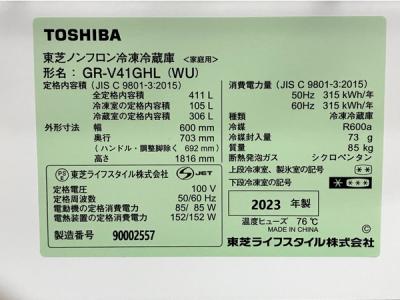 TOSHIBA
東芝ノンフロン冷凍冷蔵庫 <家庭用>
形名: GR-V41GHL (WU)
定格内容積 (JIS C 9801-3:2015)
全定格内容積 411 L
冷凍室の定格内容積 105 L
冷蔵室の定格内容積 306 L
外形寸法 幅 600 mm
奥行 703 mm
(ハンドル・調整脚除く 692 mm)
高さ 1816 mm
PSE 東芝ライフスタイル株式会社 S JET
定格電圧 100 V
定格周波数 50/60 Hz
電動機の定格消費電力 85/ 85 W
電熱装置の定格消費電力 152/152 W
製造番号 90002557
消費電力量 (JIS C 9801-3:2015)
50Hz 315 kWh/年
60Hz 315 kWh/年
種類 冷凍冷蔵庫
冷媒 R600a
冷媒封入量 73 g
質量 85 kg
断熱発泡ガス シクロペンタン
上段冷凍室、製氷室の記号
下段冷凍室の記号
2023 年製
温度ヒューズ 76℃
MADE IN CHINA
東芝ライフスタイル株式会社